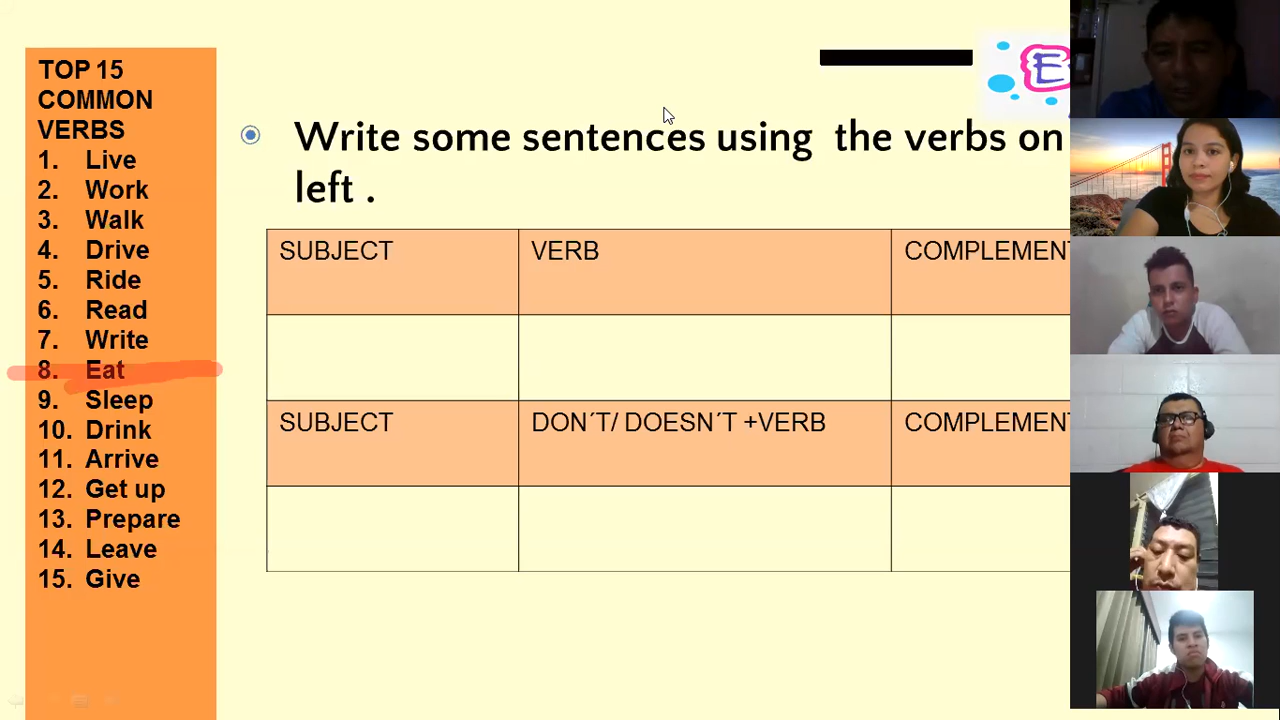 TOP 15
COMMON
VERBS
1. Live
2. Work
3. Walk
4. Drive
5. Ride
6. Read
7. Write
8. Eat
9. Sleep
10. Drink
11. Arrive
12. Get up
13. Prepare
14. Leave
15. Give
Write some sentences using the verbs on
left .
SUBJECT VERB COMPLEMENT
SUBJECT DON´T/ DOESN´T +VERB COMPLEMENT